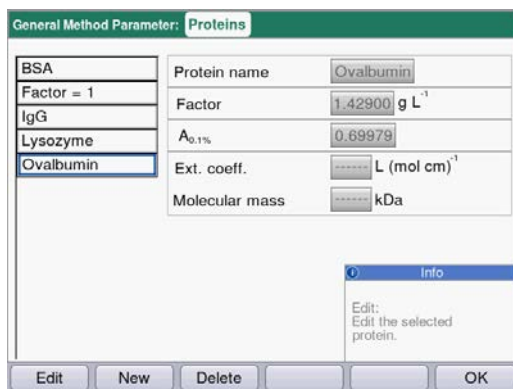 General Method Parameter: Proteins
BSA
Factor = 1
IgG
Lysozyme
Ovalbumin
Protein name Ovalbumin
Factor 1.42900 g L⁻¹
A0.1% 0.69979
Ext. coeff. ------ L (mol cm)⁻¹
Molecular mass ------ kDa
Info
Edit:
Edit the selected
protein.
Edit New Delete OK